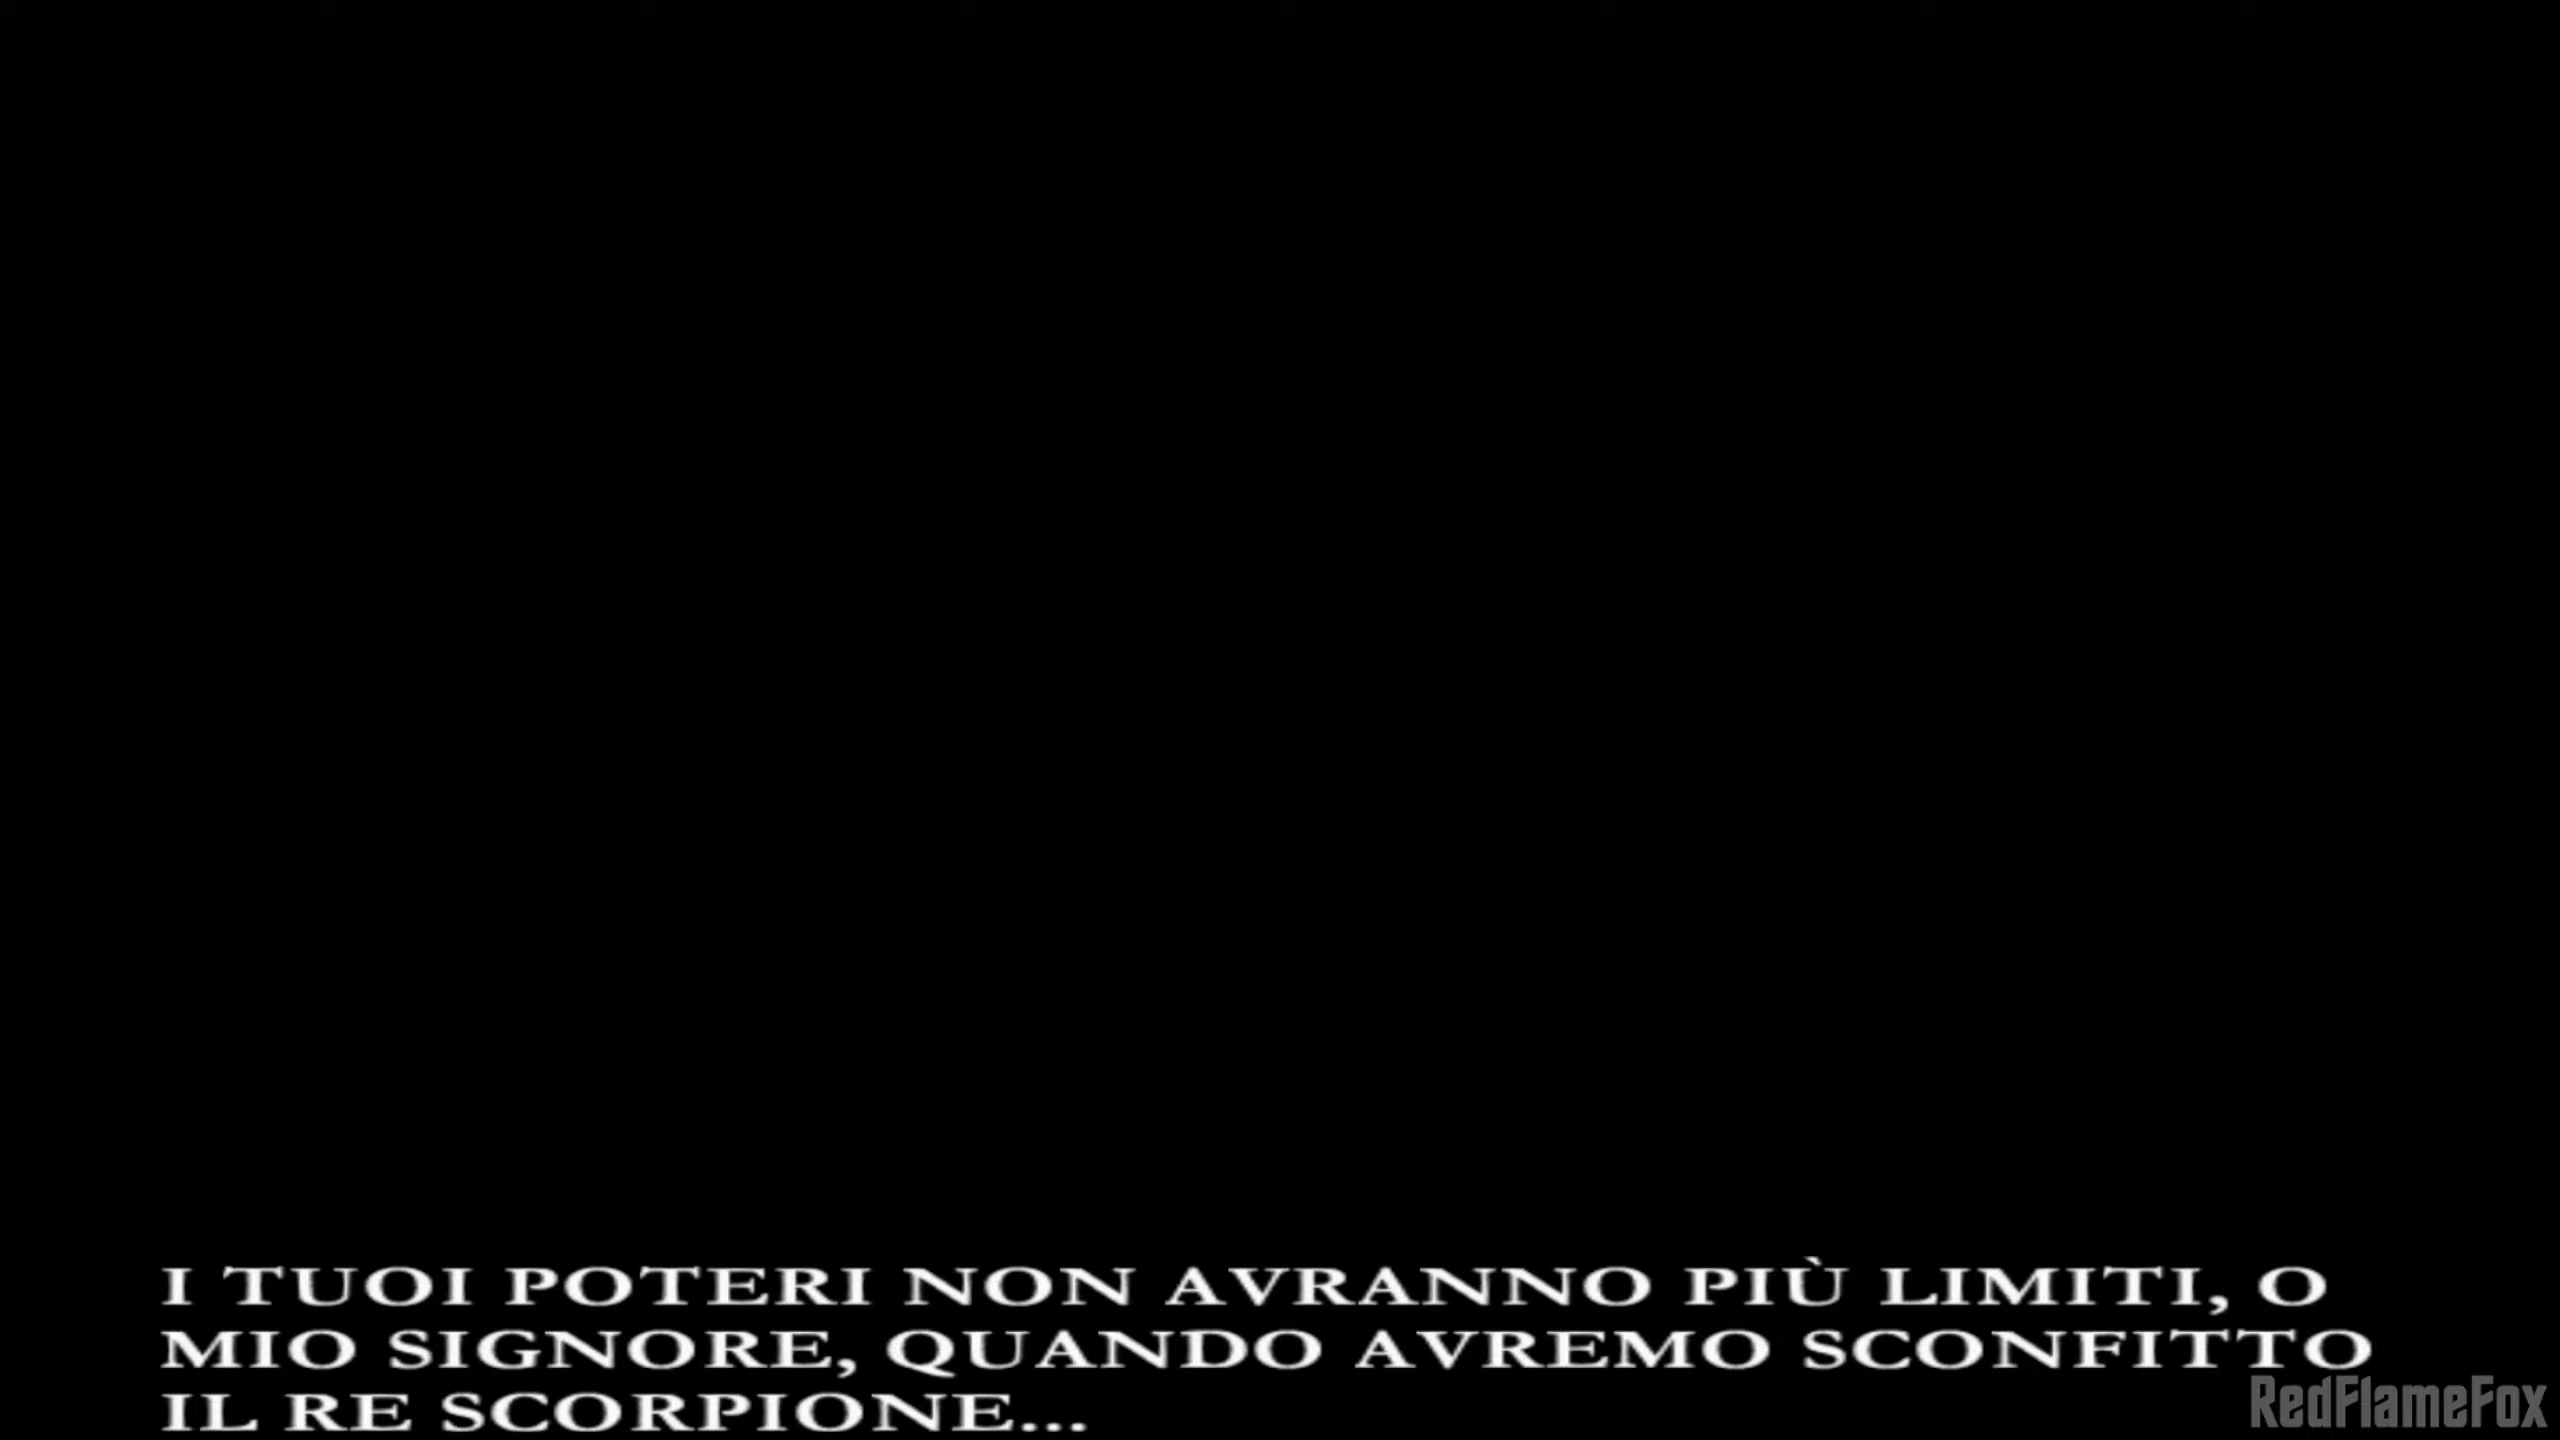 I TUOI POTERI NON AVRANNO PIÙ LIMITI, O
MIO SIGNORE, QUANDO AVREMO SCONFITTO
IL RE SCORPIONE...
RedFlameFox